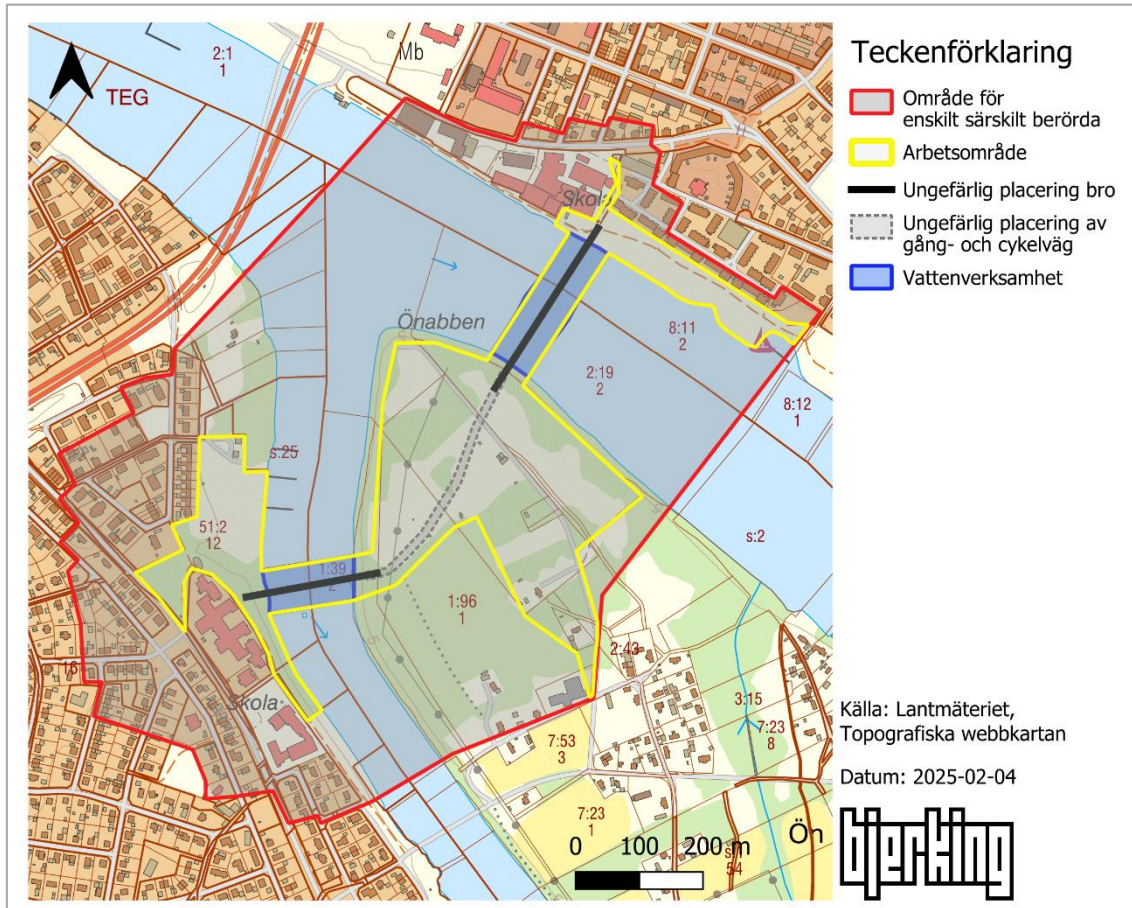 2:1
1
Mb
TEG
Skola
Önabben
8:11
2
2:19
2
8:12
1
s:25
51:2
12
s:2
1:39
2
1:96
1
2:43
16
Skola
3:15
7:23
8
7:53
3
7:23
1
Ön
54
0 100 200 m
Teckenförklaring
Område för
enskilt särskilt berörda
Arbetsområde
Ungefärlig placering bro
Ungefärlig placering av
gång- och cykelväg
Vattenverksamhet
Källa: Lantmäteriet,
Topografiska webbkartan
Datum: 2025-02-04
bjerking